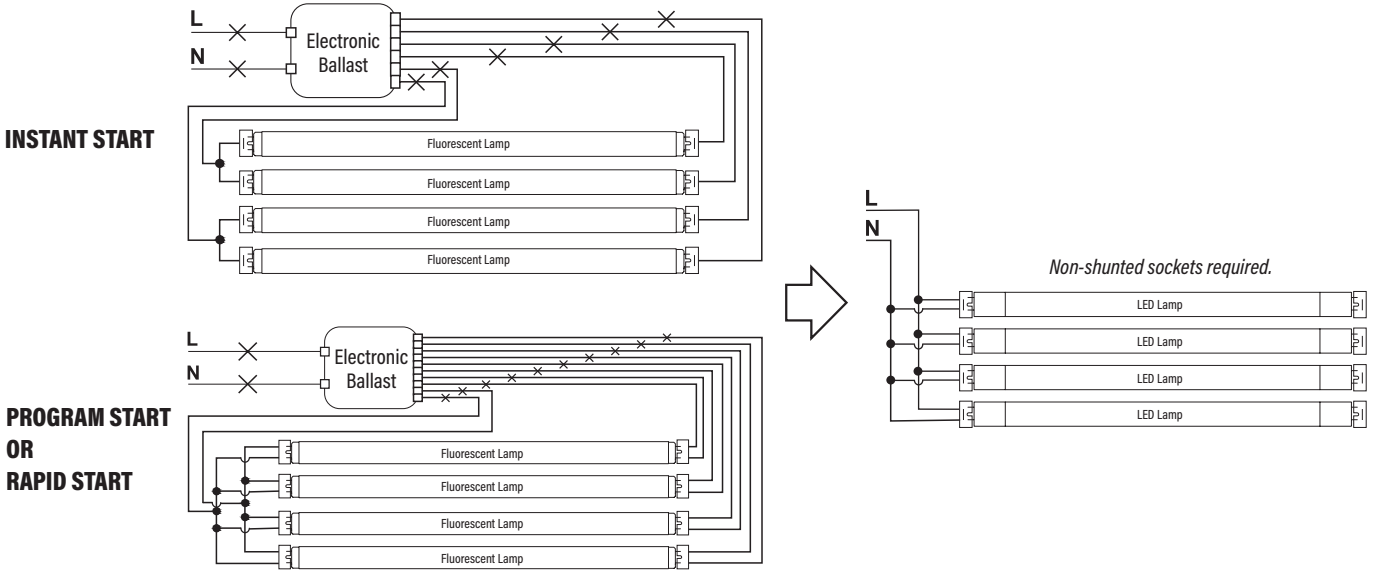 L
N
Electronic
Ballast
INSTANT START
Fluorescent Lamp
Fluorescent Lamp
Fluorescent Lamp
Fluorescent Lamp
L
N
Electronic
Ballast
PROGRAM START
OR
RAPID START
Fluorescent Lamp
Fluorescent Lamp
Fluorescent Lamp
Fluorescent Lamp
L
N
Non-shunted sockets required.
LED Lamp
LED Lamp
LED Lamp
LED Lamp